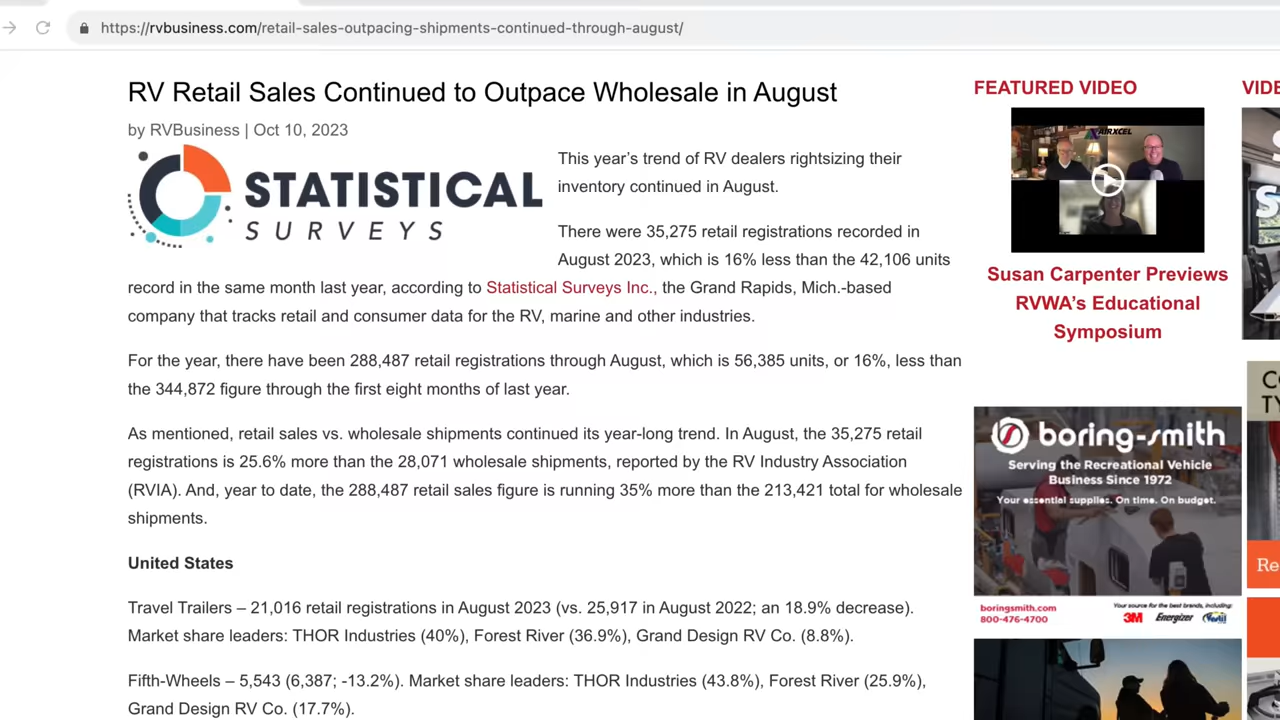 https://rvbusiness.com/retail-sales-outpacing-shipments-continued-through-august/
RV Retail Sales Continued to Outpace Wholesale in August
by RVBusiness | Oct 10, 2023
STATISTICAL
SURVEYS
This year's trend of RV dealers rightsizing their
inventory continued in August.
There were 35,275 retail registrations recorded in
August 2023, which is 16% less than the 42,106 units
record in the same month last year, according to Statistical Surveys Inc., the Grand Rapids, Mich.-based
company that tracks retail and consumer data for the RV, marine and other industries.
For the year, there have been 288,487 retail registrations through August, which is 56,385 units, or 16%, less than
the 344,872 figure through the first eight months of last year.
As mentioned, retail sales vs. wholesale shipments continued its year-long trend. In August, the 35,275 retail
registrations is 25.6% more than the 28,071 wholesale shipments, reported by the RV Industry Association
(RVIA). And, year to date, the 288,487 retail sales figure is running 35% more than the 213,421 total for wholesale
shipments.
United States
Travel Trailers – 21,016 retail registrations in August 2023 (vs. 25,917 in August 2022; an 18.9% decrease).
Market share leaders: THOR Industries (40%), Forest River (36.9%), Grand Design RV Co. (8.8%).
Fifth-Wheels – 5,543 (6,387; -13.2%). Market share leaders: THOR Industries (43.8%), Forest River (25.9%),
Grand Design RV Co. (17.7%).
FEATURED VIDEO
AIRXCEL
Susan Carpenter Previews
RVWA's Educational
Symposium
boring-smith
Serving the Recreational Vehicle
Business Since 1972
Your essential supplies. On time. On budget.
boringsmith.com
800-476-4700
Your source for the best brands, including:
3M Energizer
VIDE
S
CO
TY
Re